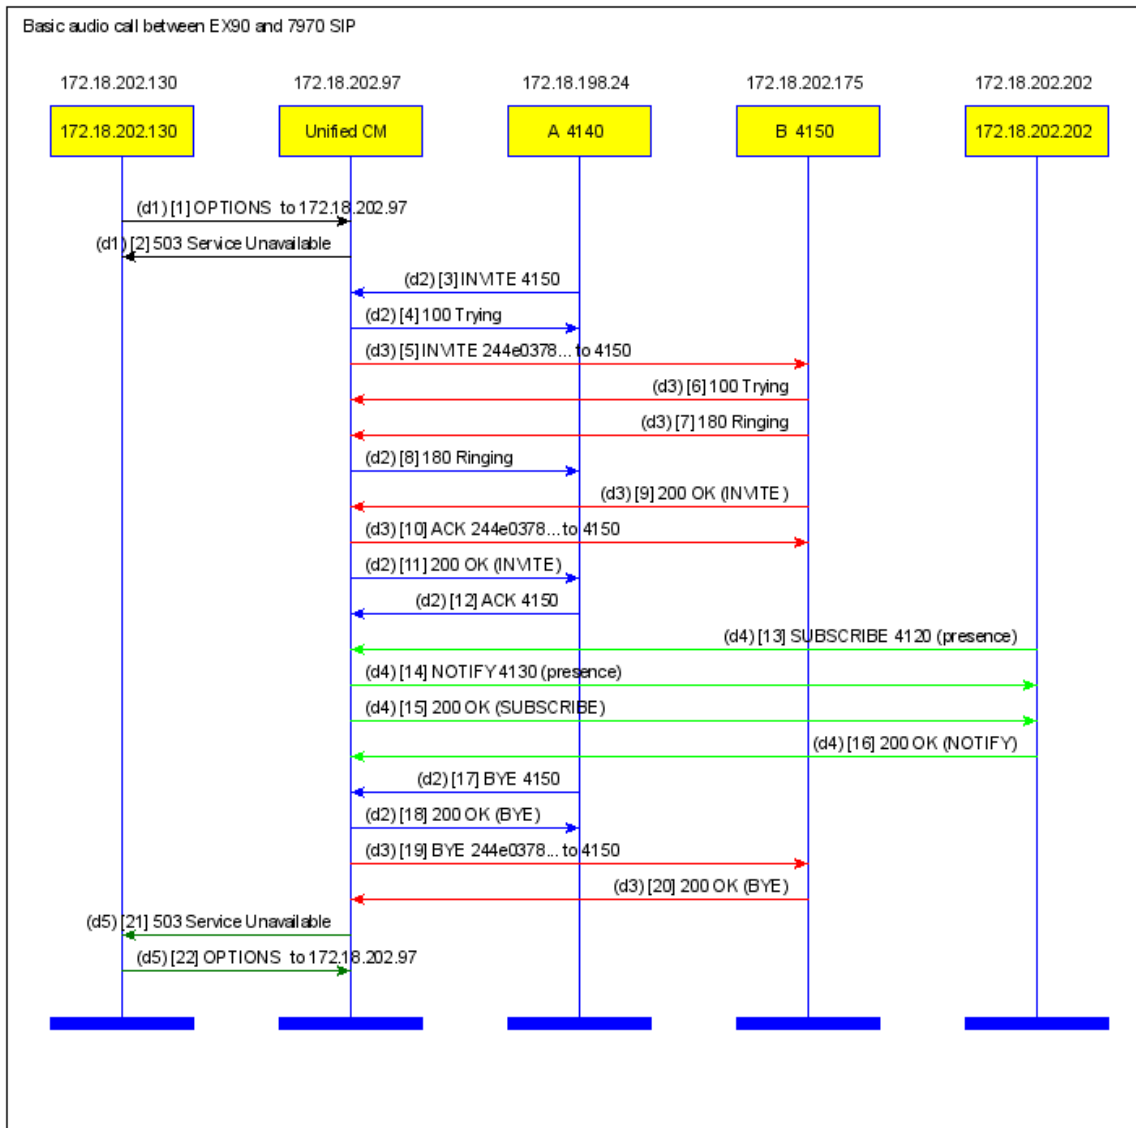 Basic audio call between EX90 and 7970 SIP
172.18.202.130
172.18.202.97
172.18.198.24
172.18.202.175
172.18.202.202
172.18.202.130
Unified CM
A 4140
B 4150
172.18.202.202
(d1) [1] OPTIONS to 172.18.202.97
(d1) [2] 503 Service Unavailable
(d2) [3] INVITE 4150
(d2) [4] 100 Trying
(d3) [5] INVITE 244e0378... to 4150
(d3) [6] 100 Trying
(d3) [7] 180 Ringing
(d2) [8] 180 Ringing
(d3) [9] 200 OK (INVITE)
(d3) [10] ACK 244e0378... to 4150
(d2) [11] 200 OK (INVITE)
(d2) [12] ACK 4150
(d4) [13] SUBSCRIBE 4120 (presence)
(d4) [14] NOTIFY 4130 (presence)
(d4) [15] 200 OK (SUBSCRIBE)
(d4) [16] 200 OK (NOTIFY)
(d2) [17] BYE 4150
(d2) [18] 200 OK (BYE)
(d3) [19] BYE 244e0378... to 4150
(d3) [20] 200 OK (BYE)
(d5) [21] 503 Service Unavailable
(d5) [22] OPTIONS to 172.18.202.97